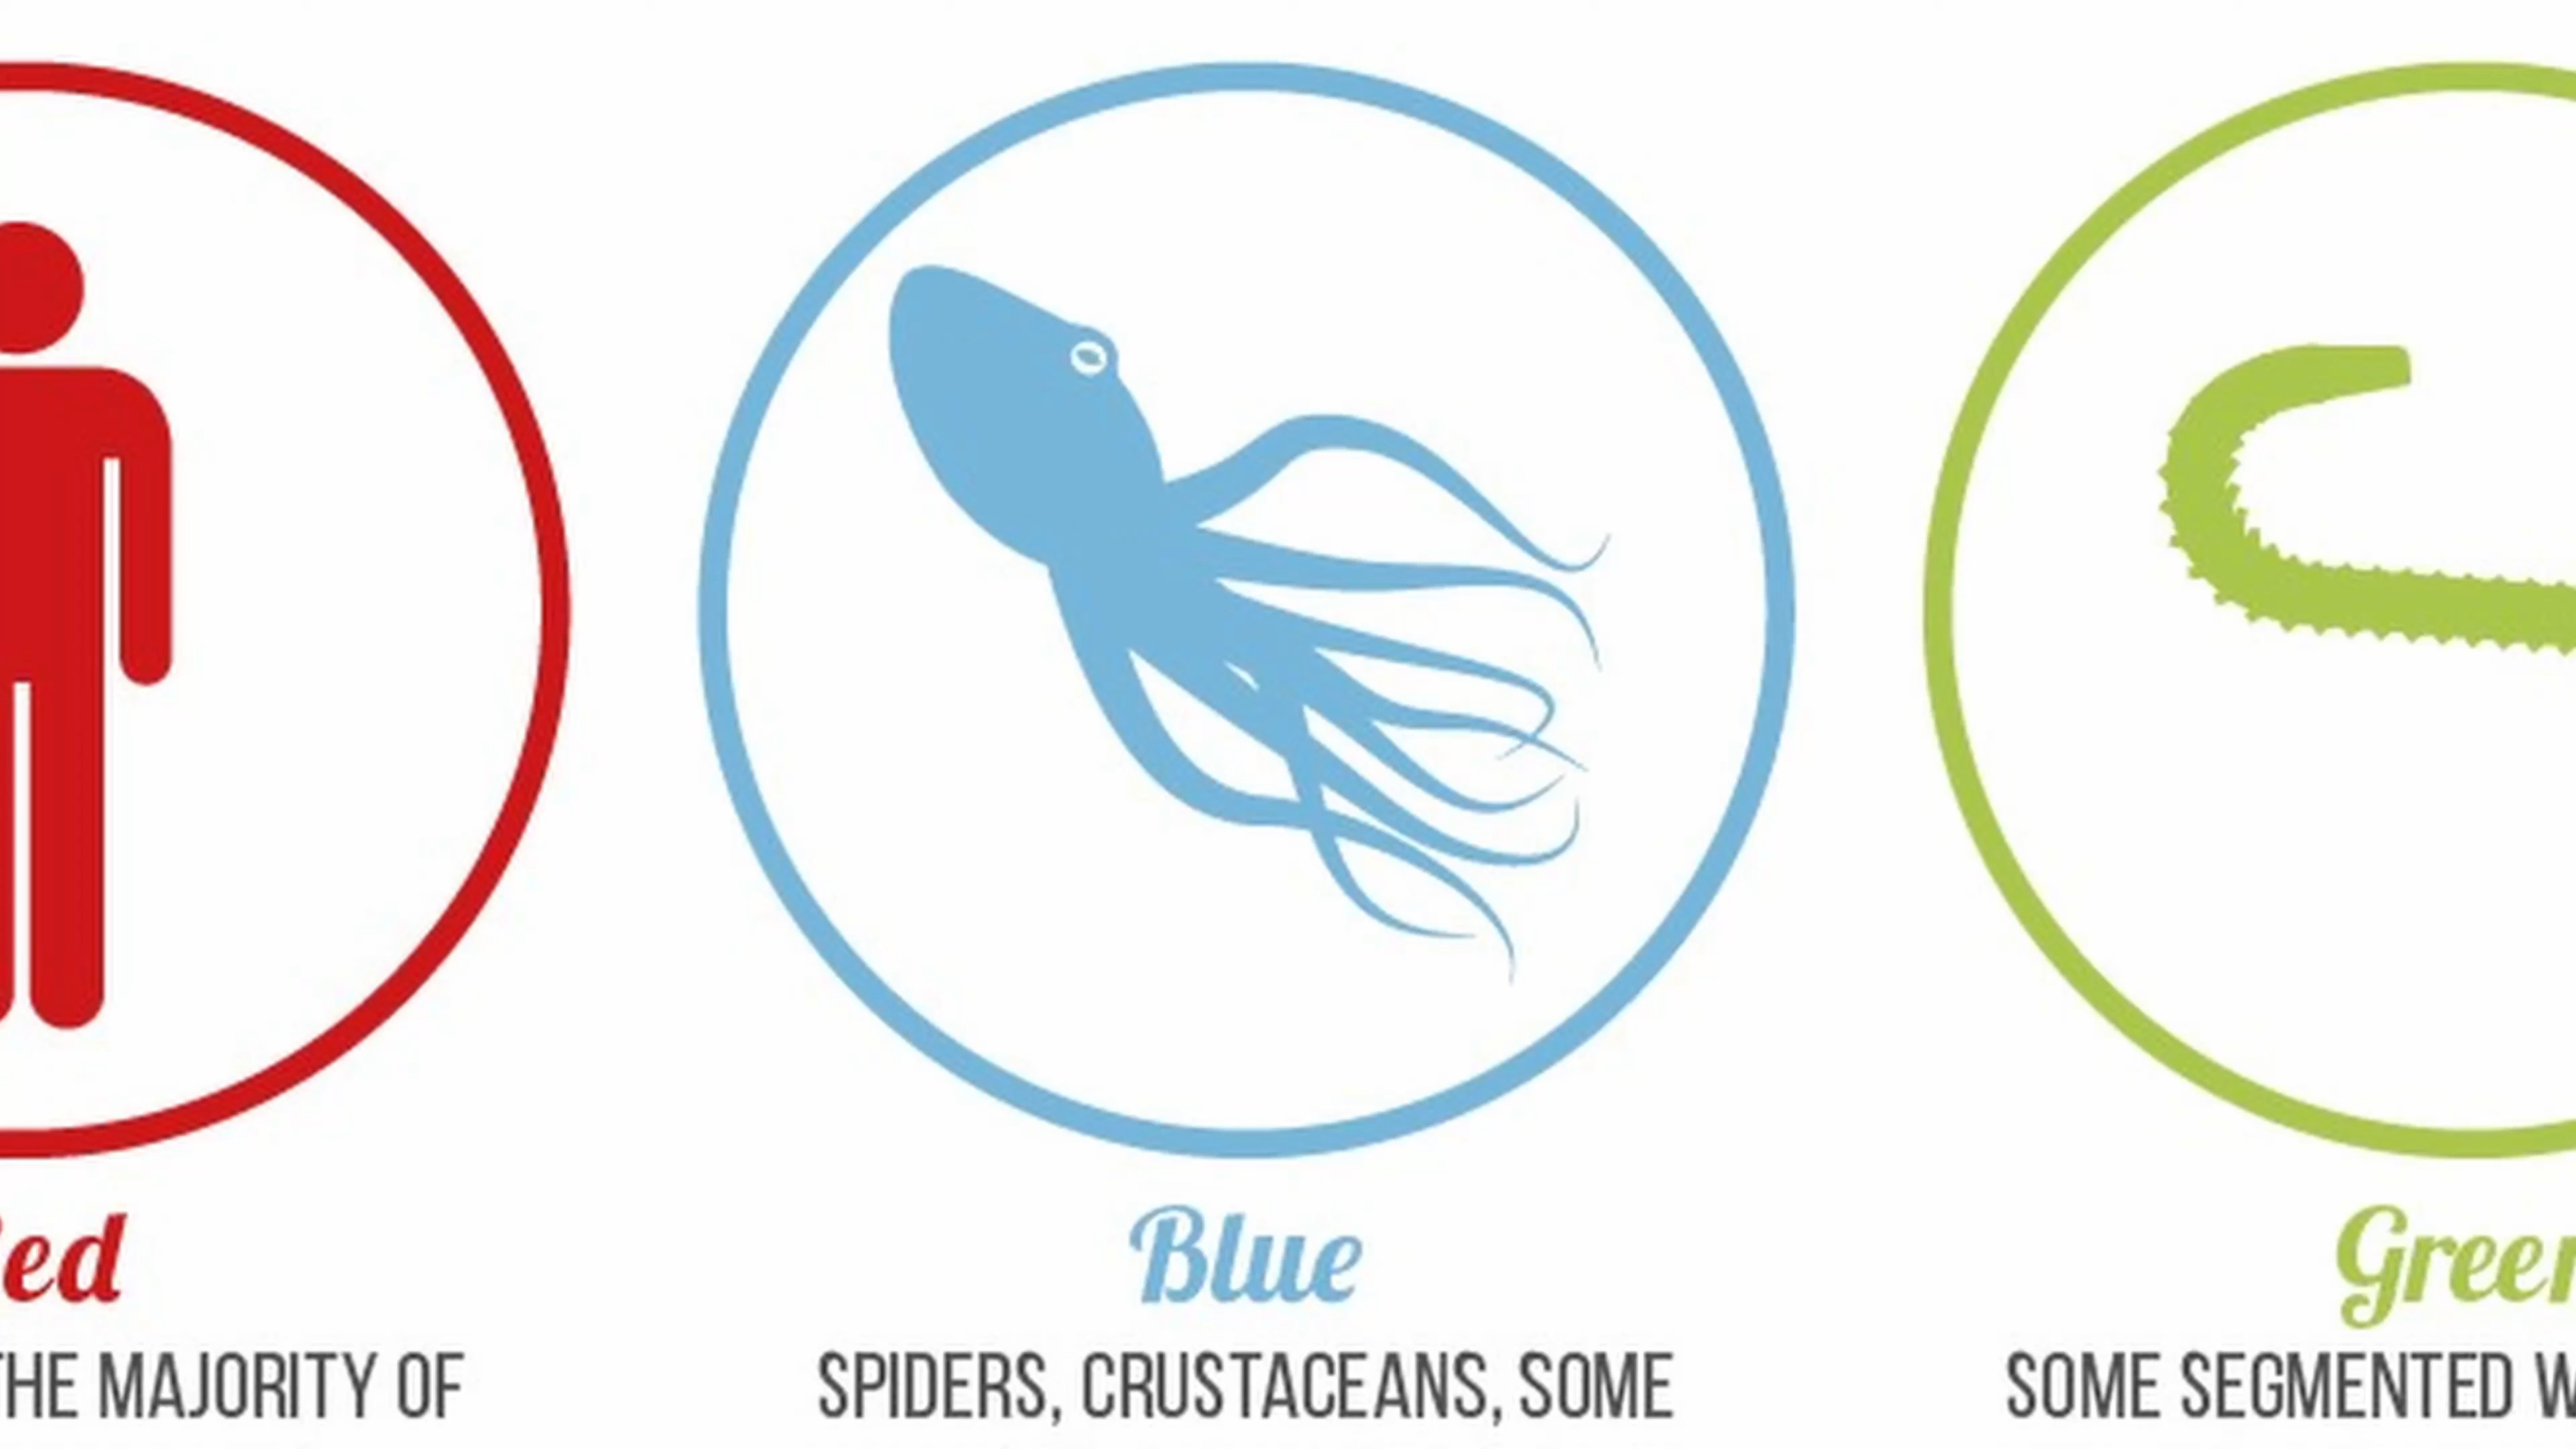 ed
Blue
Green
THE MAJORITY OF
SPIDERS, CRUSTACEANS, SOME
SOME SEGMENTED W